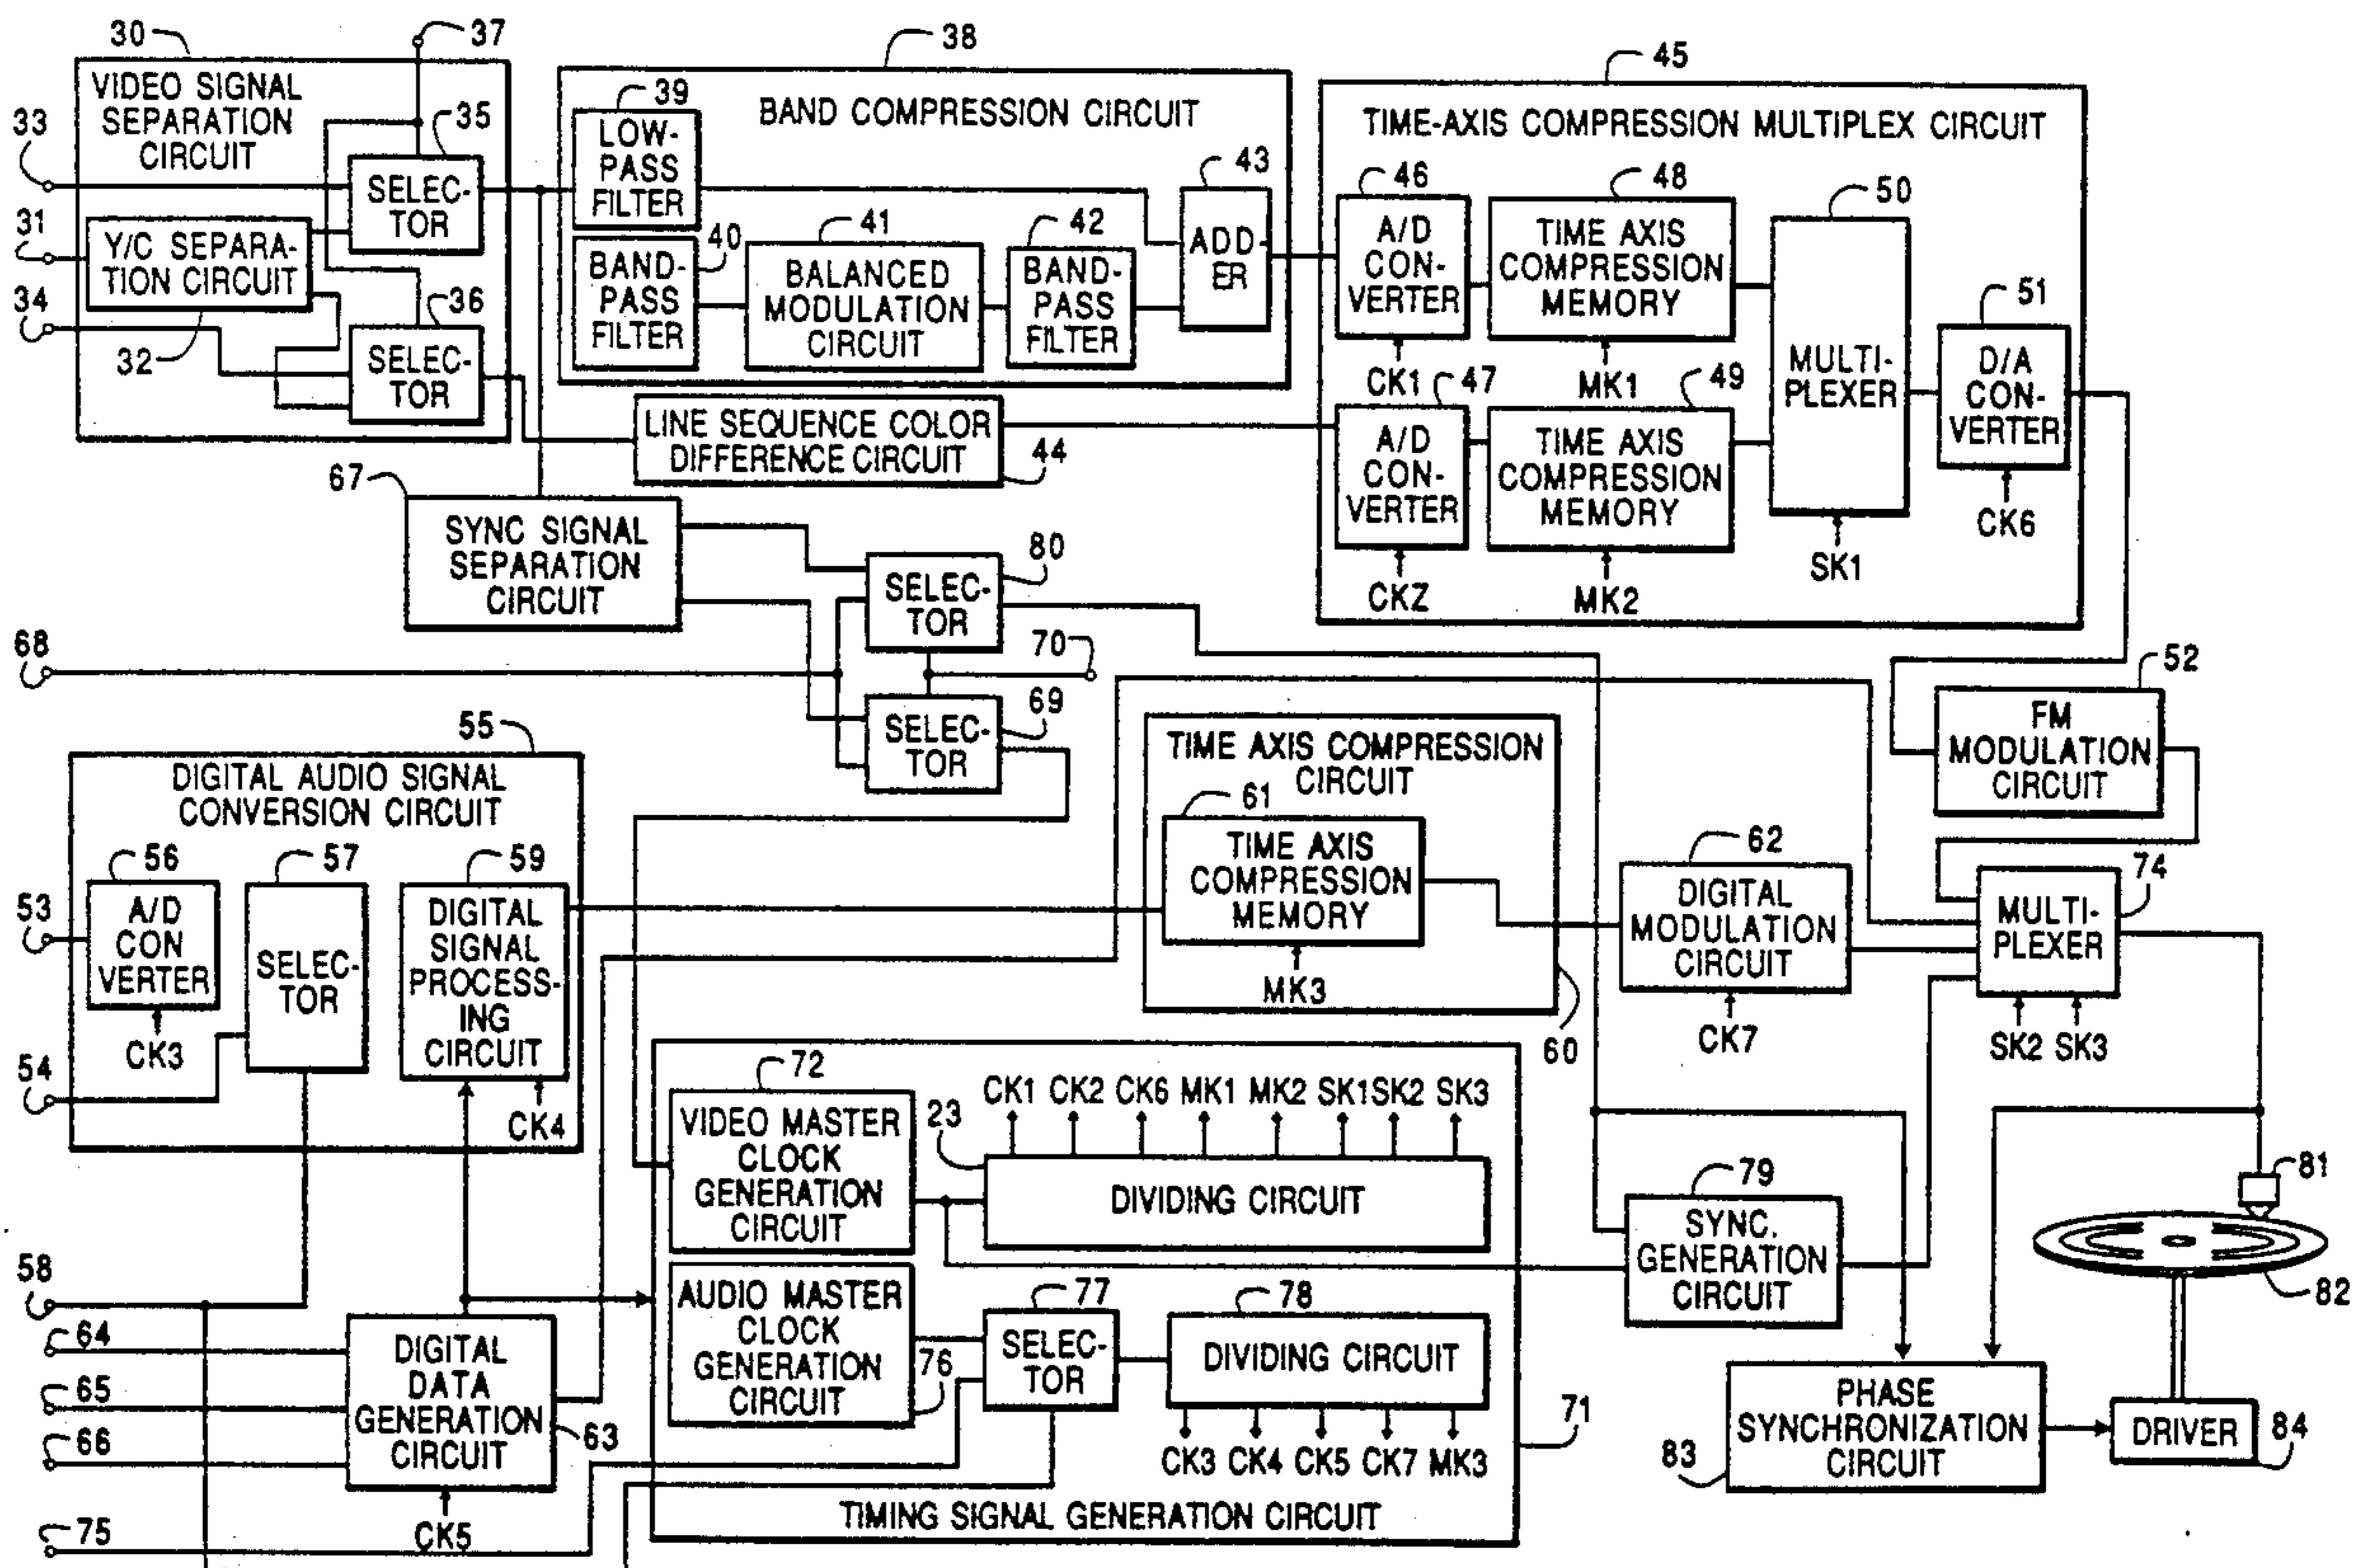 30
37
38
45
VIDEO SIGNAL
SEPARATION
CIRCUIT
33
35
SELEC-
TOR
31
Y/C SEPARA-
TION CIRCUIT
34
32
36
SELEC-
TOR
39
LOW-
PASS
FILTER
BAND COMPRESSION CIRCUIT
40
BAND-
PASS
FILTER
41
BALANCED
MODULATION
CIRCUIT
42
BAND-
PASS
FILTER
43
ADD-
ER
LINE SEQUENCE COLOR
DIFFERENCE CIRCUIT
44
TIME-AXIS COMPRESSION MULTIPLEX CIRCUIT
46
A/D
CON-
VERTER
CK1
48
TIME AXIS
COMPRESSION
MEMORY
MK1
47
A/D
CON-
VERTER
CKZ
49
TIME AXIS
COMPRESSION
MEMORY
MK2
50
MULTI-
PLEXER
SK1
51
D/A
CON-
VERTER
CK6
67
SYNC SIGNAL
SEPARATION
CIRCUIT
68
80
SELEC-
TOR
70
69
SELEC-
TOR
52
FM
MODULATION
CIRCUIT
55
DIGITAL AUDIO SIGNAL
CONVERSION CIRCUIT
53
56
A/D
CON
VERTER
CK3
54
57
SELEC-
TOR
59
DIGITAL
SIGNAL
PROCESS-
ING
CIRCUIT
CK4
TIME AXIS COMPRESSION
CIRCUIT
61
TIME AXIS
COMPRESSION
MEMORY
MK3
60
62
DIGITAL
MODULATION
CIRCUIT
CK7
74
MULTI-
PLEXER
SK2 SK3
72
VIDEO MASTER
CLOCK
GENERATION
CIRCUIT
23
CK1 CK2 CK6 MK1 MK2 SK1 SK2 SK3
DIVIDING CIRCUIT
AUDIO MASTER
CLOCK
GENERATION
CIRCUIT
76
77
SELEC-
TOR
78
DIVIDING CIRCUIT
CK3 CK4 CK5 CK7 MK3
71
TIMING SIGNAL GENERATION CIRCUIT
58
64
65
66
DIGITAL
DATA
GENERATION
CIRCUIT
63
CK5
75
79
SYNC.
GENERATION
CIRCUIT
81
82
PHASE
SYNCHRONIZATION
CIRCUIT
83
DRIVER
84